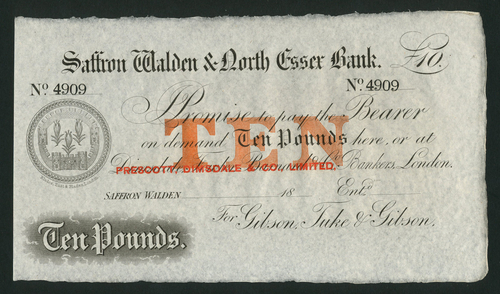 Saffron Walden & North Essex Bank. £10.
No. 4909 No. 4909
I Promise to pay the Bearer
on demand Ten Pounds here, or at
Bankers, London.
TEN
PRESCOTT, DIMSDALE & CO. LIMITED.
SAFFRON WALDEN 18 Entd
For Gibson, Tuke & Gibson.
Ten Pounds.